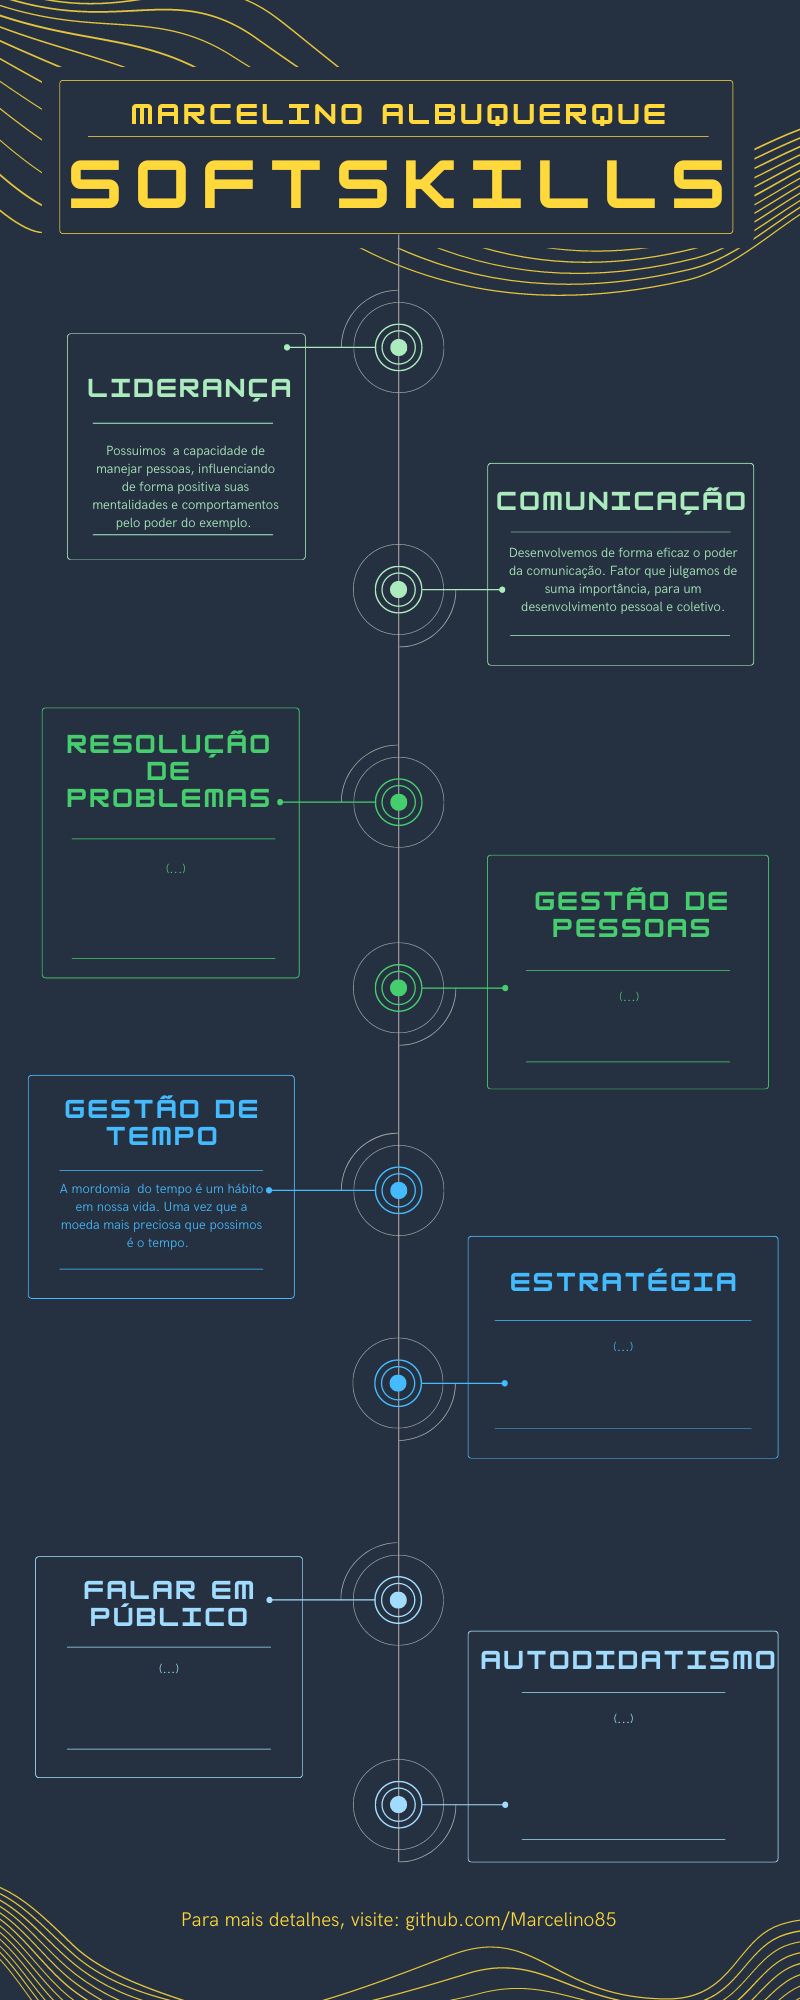 MARCELINO ALBUQUERQUE
SOFTSKILLS
LIDERANÇA
Possuimos a capacidade de
manejar pessoas, influenciando
de forma positiva suas
mentalidades e comportamentos
pelo poder do exemplo.
COMUNICAÇÃO
Desenvolvemos de forma eficaz o poder
da comunicação. Fator que julgamos de
suma importância, para um
desenvolvimento pessoal e coletivo.
RESOLUÇÃO
DE
PROBLEMAS
(...)
GESTÃO DE
PESSOAS
(...)
GESTÃO DE
TEMPO
A mordomia do tempo é um hábito
em nossa vida. Uma vez que a
moeda mais preciosa que possimos
é o tempo.
ESTRATÉGIA
(...)
FALAR EM
PÚBLICO
(...)
AUTODIDATISMO
(...)
Para mais detalhes, visite: github.com/Marcelino85